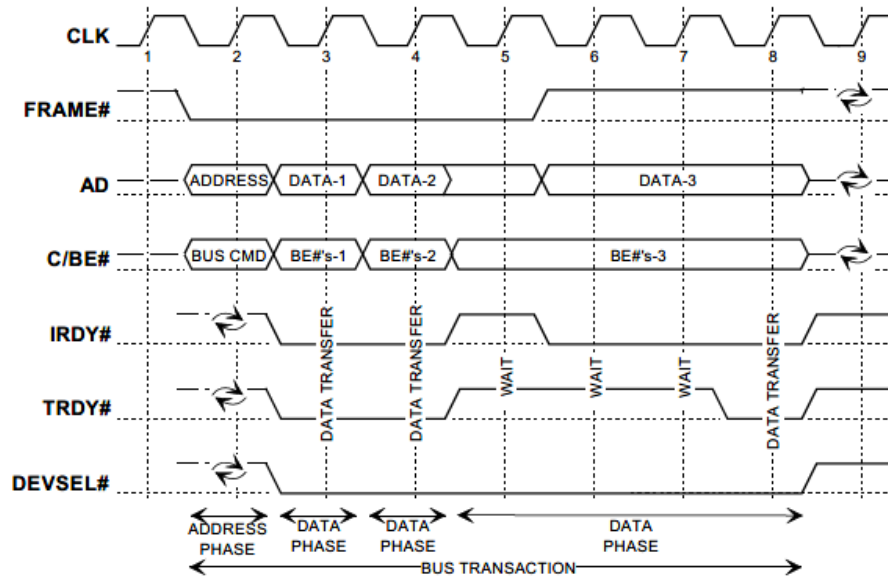 CLK
1 2 3 4 5 6 7 8 9
FRAME#
AD
ADDRESS DATA-1 DATA-2 DATA-3
C/BE#
BUS CMD BE#'s-1 BE#'s-2 BE#'s-3
IRDY#
DATA TRANSFER
DATA TRANSFER
WAIT
WAIT
WAIT
DATA TRANSFER
TRDY#
DEVSEL#
ADDRESS
PHASE
DATA
PHASE
DATA
PHASE
DATA
PHASE
BUS TRANSACTION